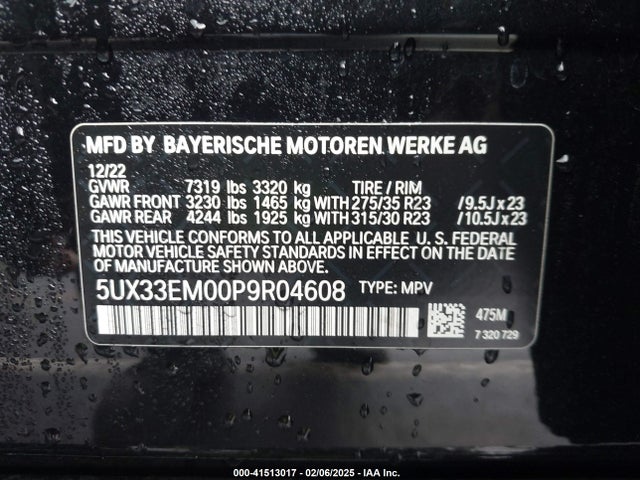 MFD BY BAYERISCHE MOTOREN WERKE AG
12/22
GVWR 7319 lbs 3320 kg TIRE / RIM
GAWR FRONT 3230 lbs 1465 kg WITH 275/35 R23 /9.5J x 23
GAWR REAR 4244 lbs 1925 kg WITH 315/30 R23 /10.5J x 23
THIS VEHICLE CONFORMS TO ALL APPLICABLE U. S. FEDERAL
MOTOR VEHICLE SAFETY STANDARDS IN EFFECT ON THE
DATE OF MANUFACTURE SHOWN ABOVE.
5UX33EM00P9R04608 TYPE: MPV
475M
7 320 729
000-41513017 - 02/06/2025 - IAA Inc.